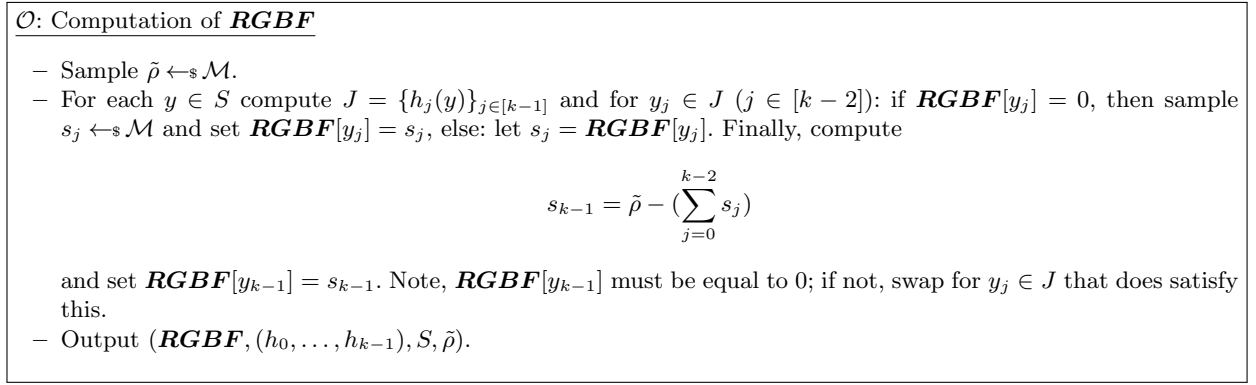 𝒪: Computation of RGBF
– Sample ρ̃ ←$ ℳ.
– For each y ∈ S compute J = {h_j(y)}_{j∈[k−1]} and for y_j ∈ J (j ∈ [k − 2]): if RGBF[y_j] = 0, then sample
s_j ←$ ℳ and set RGBF[y_j] = s_j, else: let s_j = RGBF[y_j]. Finally, compute
s_{k−1} = ρ̃ − (∑_{j=0}^{k−2} s_j)
and set RGBF[y_{k−1}] = s_{k−1}. Note, RGBF[y_{k−1}] must be equal to 0; if not, swap for y_j ∈ J that does satisfy
this.
– Output (RGBF, (h_0, . . . , h_{k−1}), S, ρ̃).